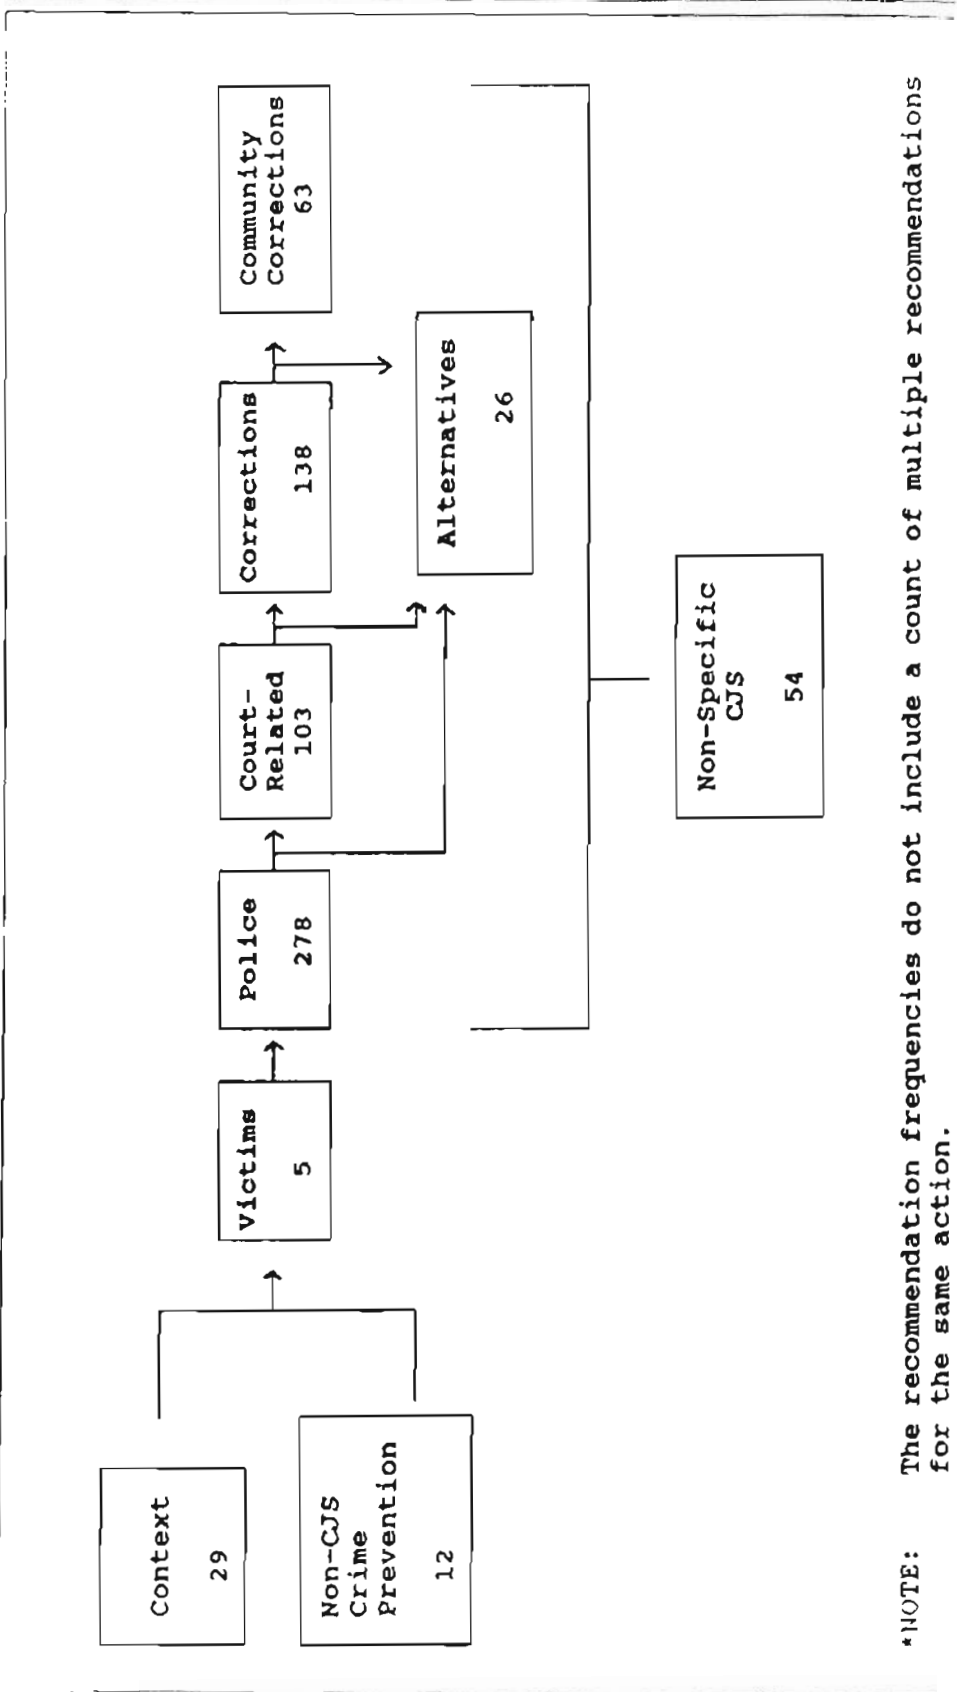 Context
29
Non-CJS
Crime
Prevention
12
Victims
5
Police
278
Court-
Related
103
Corrections
138
Community
Corrections
63
Alternatives
26
Non-Specific
CJS
54
*NOTE: The recommendation frequencies do not include a count of multiple recommendations
for the same action.